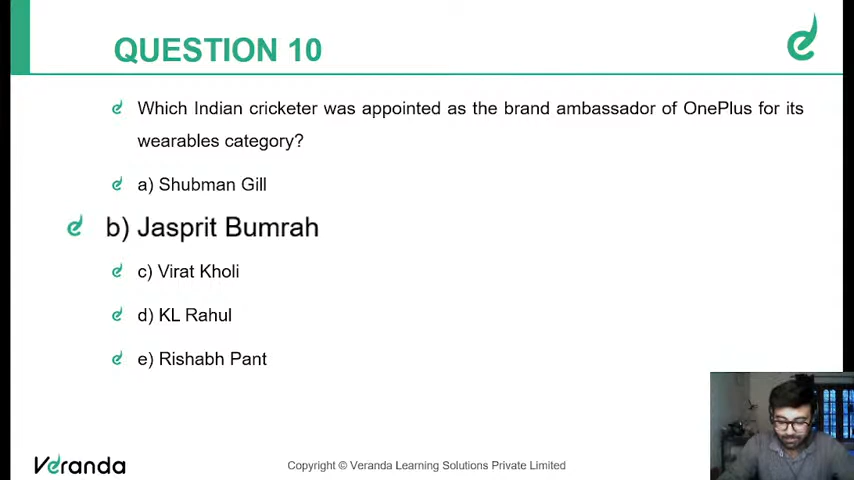 QUESTION 10
Which Indian cricketer was appointed as the brand ambassador of OnePlus for its
wearables category?
a) Shubman Gill
b) Jasprit Bumrah
c) Virat Kholi
d) KL Rahul
e) Rishabh Pant
Veranda
Copyright © Veranda Learning Solutions Private Limited